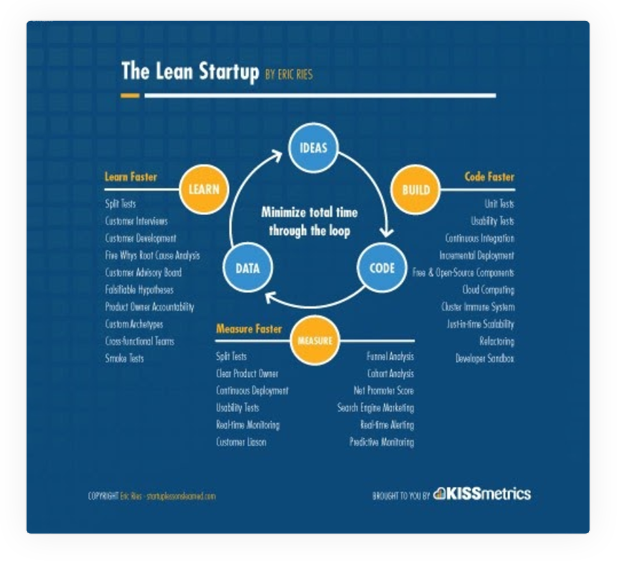 The Lean Startup BY ERIC RIES
IDEAS
LEARN
BUILD
Minimize total time
through the loop
DATA
CODE
MEASURE
Learn Faster
Split Tests
Customer Interviews
Customer Development
Five Whys Root Cause Analysis
Customer Advisory Board
Falsifiable Hypotheses
Product Owner Accountability
Custom Archetypes
Cross-functional Teams
Smoke Tests
Code Faster
Unit Tests
Usability Tests
Continuous Integration
Incremental Deployment
Free & Open-Source Components
Cloud Computing
Cluster Immune System
Just-in-time Scalability
Refactoring
Developer Sandbox
Measure Faster
Split Tests
Clear Product Owner
Continuous Deployment
Usability Tests
Real-time Monitoring
Customer Liason
Funnel Analysis
Cohort Analysis
Net Promoter Score
Search Engine Marketing
Real-time Alerting
Predictive Monitoring
COPYRIGHT Eric Ries - startuplessonslearned.com
BROUGHT TO YOU BY KISSmetrics